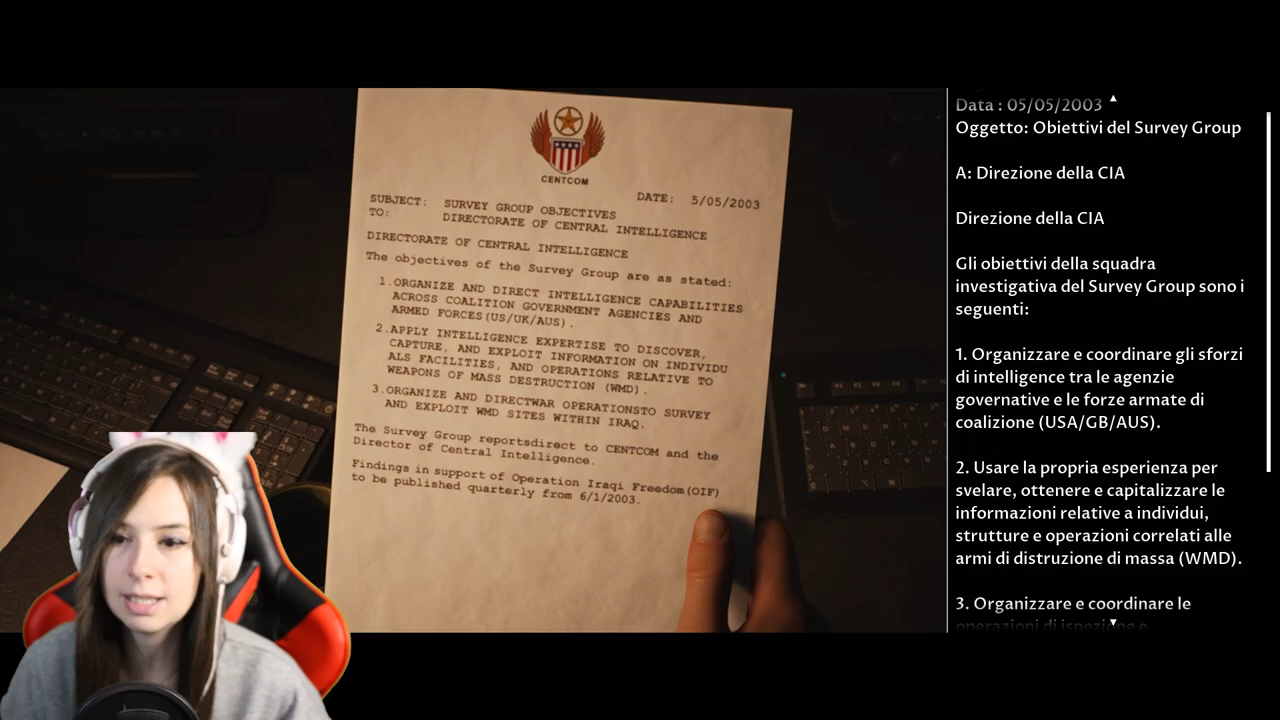 CENTCOM
DATE: 5/05/2003
SUBJECT: SURVEY GROUP OBJECTIVES
TO: DIRECTORATE OF CENTRAL INTELLIGENCE
DIRECTORATE OF CENTRAL INTELLIGENCE
The objectives of the Survey Group are as stated:
1.ORGANIZE AND DIRECT INTELLIGENCE CAPABILITIES
ACROSS COALITION GOVERNMENT AGENCIES AND
ARMED FORCES(US/UK/AUS).
2.APPLY INTELLIGENCE EXPERTISE TO DISCOVER,
CAPTURE, AND EXPLOIT INFORMATION ON INDIVIDU
ALS FACILITIES, AND OPERATIONS RELATIVE TO
WEAPONS OF MASS DESTRUCTION (WMD).
3.ORGANIZE AND DIRECTWAR OPERATIONSTO SURVEY
AND EXPLOIT WMD SITES WITHIN IRAQ.
The Survey Group reportsdirect to CENTCOM and the
Director of Central Intelligence.
Findings in support of Operation Iraqi Freedom(OIF)
to be published quarterly from 6/1/2003.
Data : 05/05/2003
Oggetto: Obiettivi del Survey Group
A: Direzione della CIA
Direzione della CIA
Gli obiettivi della squadra
investigativa del Survey Group sono i
seguenti:
1. Organizzare e coordinare gli sforzi
di intelligence tra le agenzie
governative e le forze armate di
coalizione (USA/GB/AUS).
2. Usare la propria esperienza per
svelare, ottenere e capitalizzare le
informazioni relative a individui,
strutture e operazioni correlati alle
armi di distruzione di massa (WMD).
3. Organizzare e coordinare le
operazioni di ispezione e